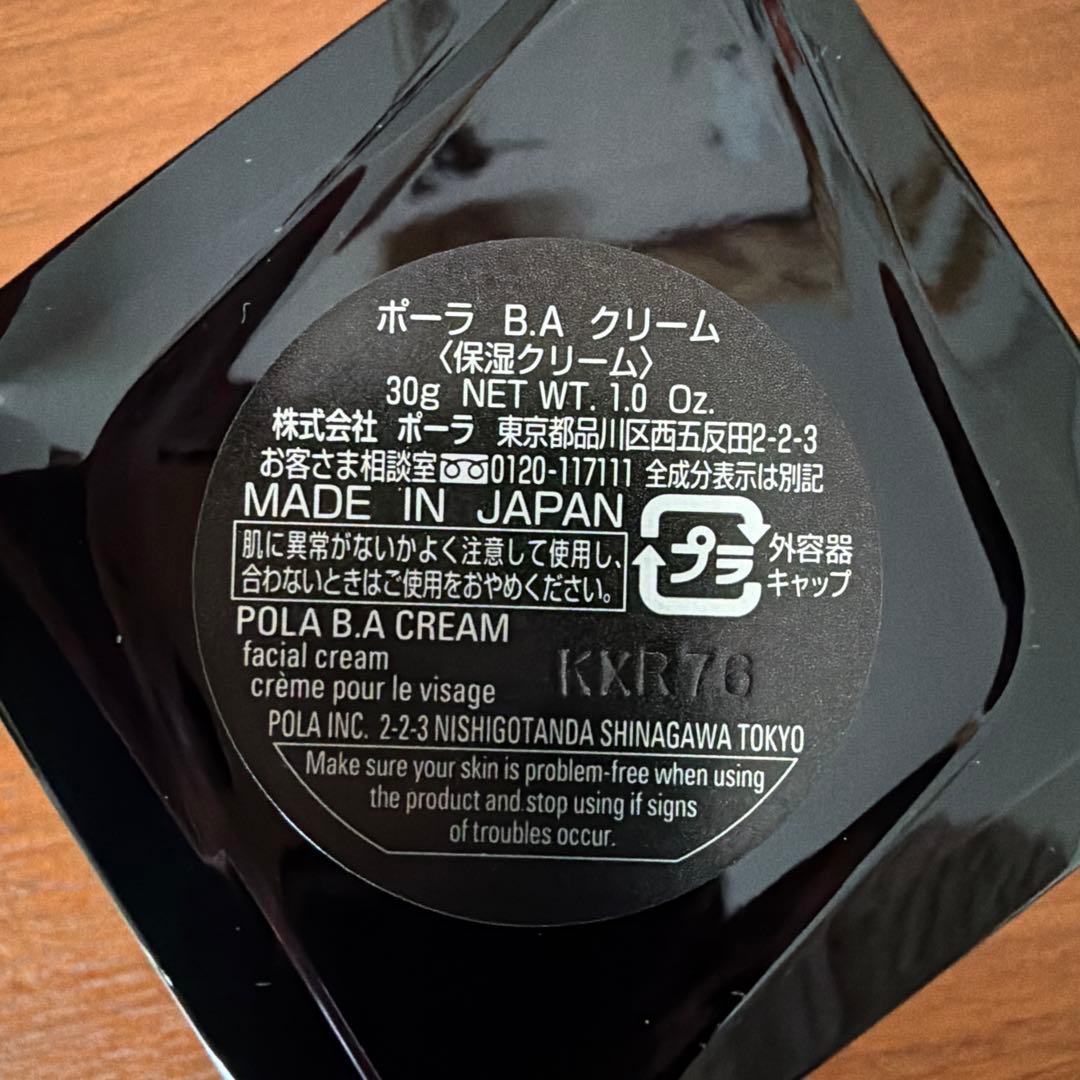 ポーラ B.A クリーム
〈保湿クリーム〉
30g NET WT. 1.0 Oz.
株式会社 ポーラ 東京都品川区西五反田2-2-3
お客さま相談室 0120-117111 全成分表示は別記
MADE IN JAPAN
肌に異常がないかよく注意して使用し、
合わないときはご使用をおやめください。
プラ
外容器
キャップ
POLA B.A CREAM
facial cream
crème pour le visage
KXR76
POLA INC. 2-2-3 NISHIGOTANDA SHINAGAWA TOKYO
Make sure your skin is problem-free when using
the product and stop using if signs
of troubles occur.